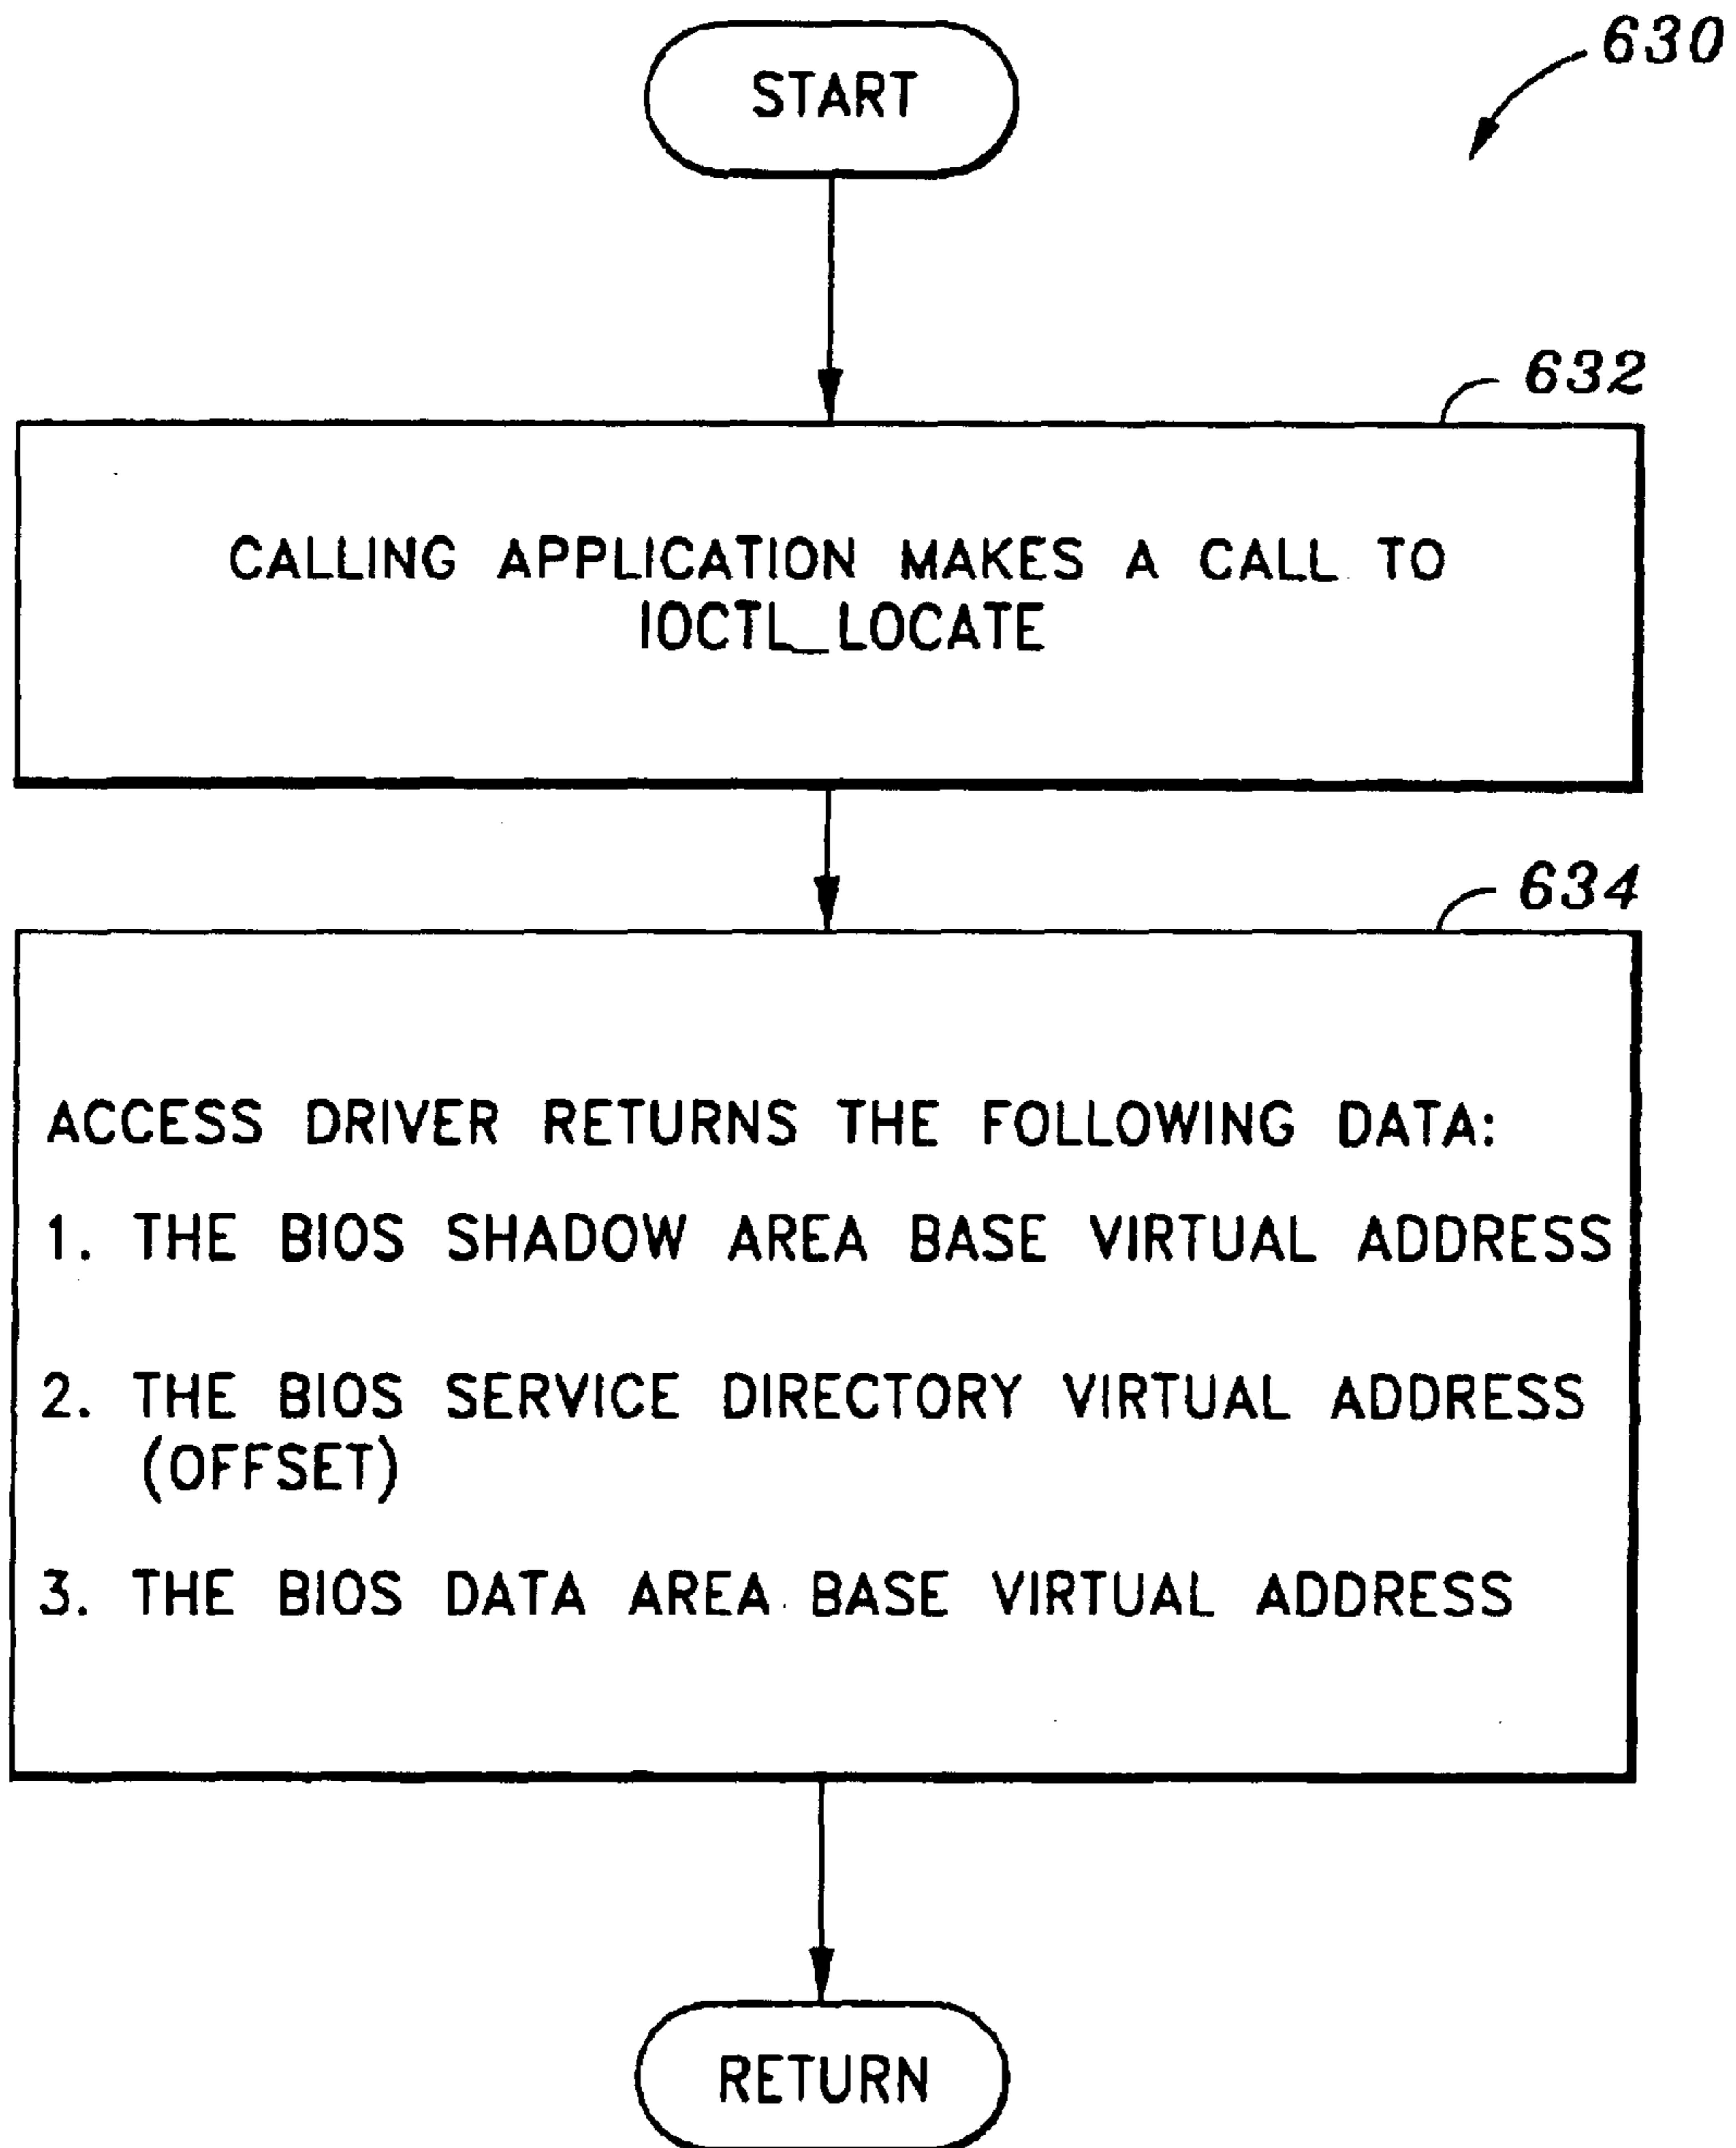 630
START
632
CALLING APPLICATION MAKES A CALL TO
IOCTL_LOCATE
634
ACCESS DRIVER RETURNS THE FOLLOWING DATA:
1. THE BIOS SHADOW AREA BASE VIRTUAL ADDRESS
2. THE BIOS SERVICE DIRECTORY VIRTUAL ADDRESS
(OFFSET)
3. THE BIOS DATA AREA BASE VIRTUAL ADDRESS
RETURN